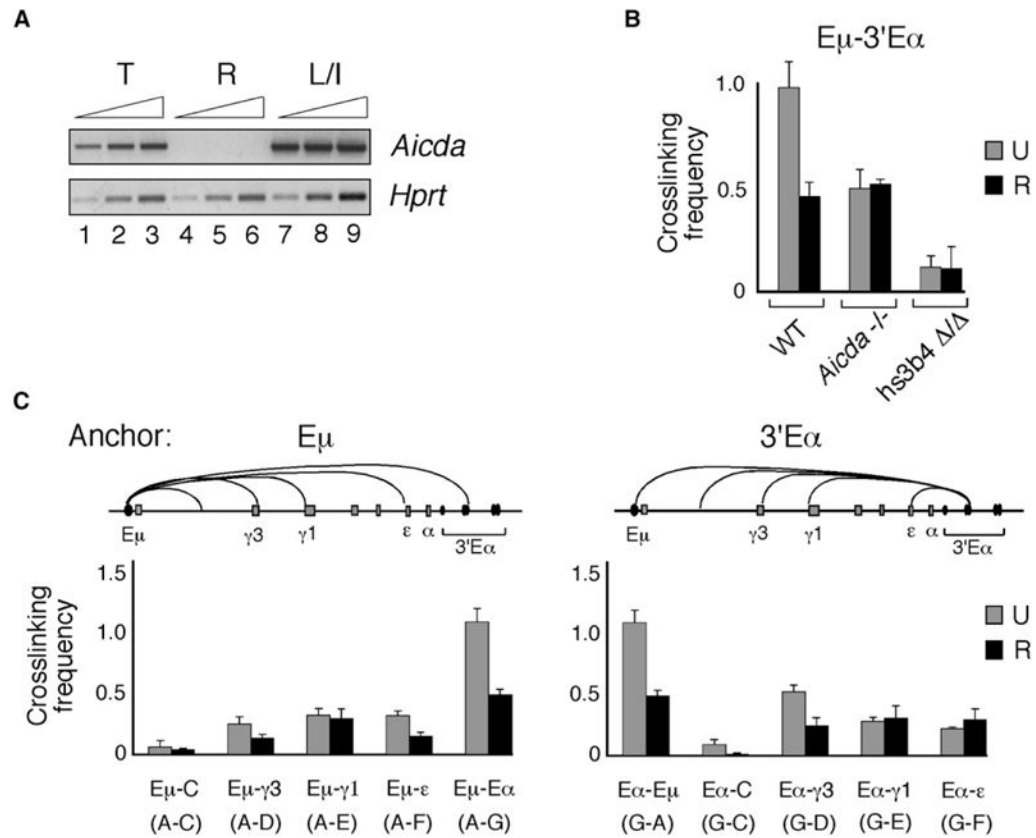 A
T R L/I
Aicda
Hprt
1 2 3 4 5 6 7 8 9
B
Eμ-3'Eα
Crosslinking
frequency
1.0
0.5
0
U
R
WT
Aicda -/-
hs3b4 Δ/Δ
C
Anchor: Eμ
Eμ γ3 γ1 ε α
3'Eα
Crosslinking
frequency
1.5
1.0
0.5
0
Eμ-C Eμ-γ3 Eμ-γ1 Eμ-ε Eμ-Eα
(A-C) (A-D) (A-E) (A-F) (A-G)
3'Eα
Eμ γ3 γ1 ε α
3'Eα
1.5
1.0
0.5
0
U
R
Eα-Eμ Eα-C Eα-γ3 Eα-γ1 Eα-ε
(G-A) (G-C) (G-D) (G-E) (G-F)